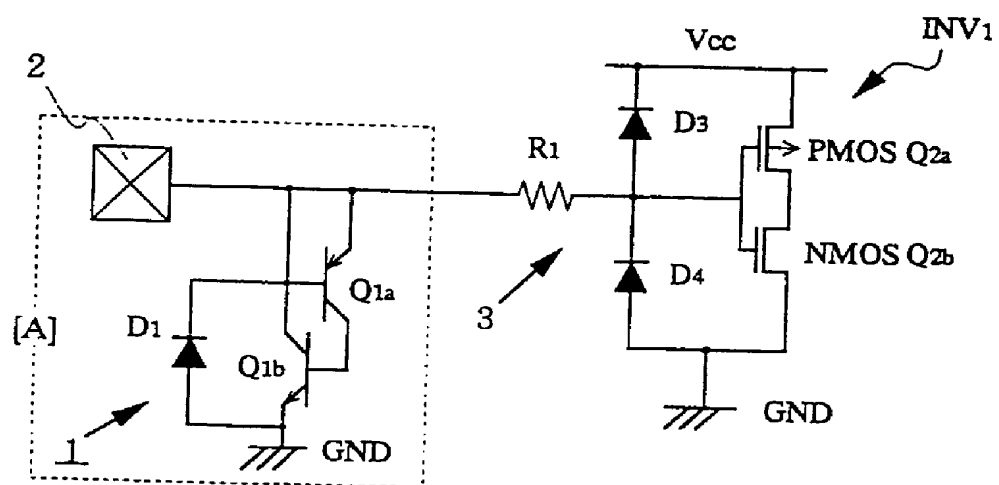 INV1
Vcc
2
D3
R1
PMOS Q2a
NMOS Q2b
D4
Q1a
3
[A]
D1
Q1b
1
GND
GND